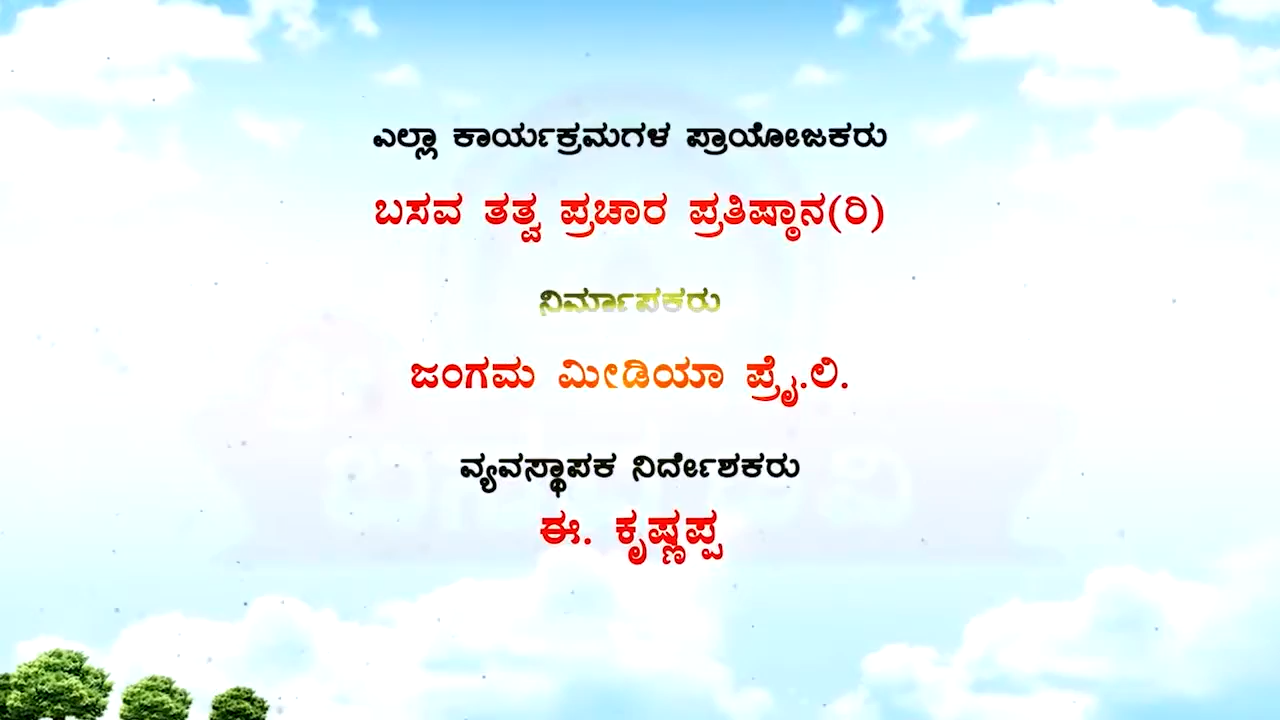 ಎಲ್ಲಾ ಕಾರ್ಯಕ್ರಮಗಳ ಪ್ರಾಯೋಜಕರು
ಬಸವ ತತ್ವ ಪ್ರಚಾರ ಪ್ರತಿಷ್ಠಾನ(ರಿ)
ನಿರ್ಮಾಪಕರು
ಜಂಗಮ ಮೀಡಿಯಾ ಪ್ರೈ.ಲಿ.
ವ್ಯವಸ್ಥಾಪಕ ನಿರ್ದೇಶಕರು
ಈ. ಕೃಷ್ಣಪ್ಪ